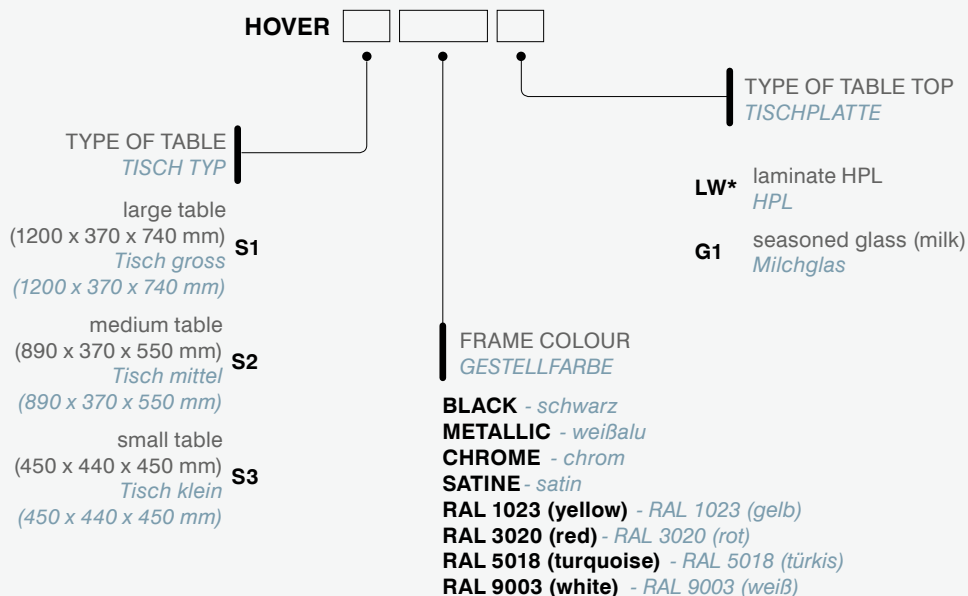 HOVER
TYPE OF TABLE
TISCH TYP
large table
(1200 x 370 x 740 mm)
S1
Tisch gross
(1200 x 370 x 740 mm)
medium table
(890 x 370 x 550 mm)
S2
Tisch mittel
(890 x 370 x 550 mm)
small table
(450 x 440 x 450 mm)
S3
Tisch klein
(450 x 440 x 450 mm)
FRAME COLOUR
GESTELLFARBE
BLACK - schwarz
METALLIC - weißalu
CHROME - chrom
SATINE - satin
RAL 1023 (yellow) - RAL 1023 (gelb)
RAL 3020 (red) - RAL 3020 (rot)
RAL 5018 (turquoise) - RAL 5018 (türkis)
RAL 9003 (white) - RAL 9003 (weiß)
TYPE OF TABLE TOP
TISCHPLATTE
LW* laminate HPL
HPL
G1 seasoned glass (milk)
Milchglas